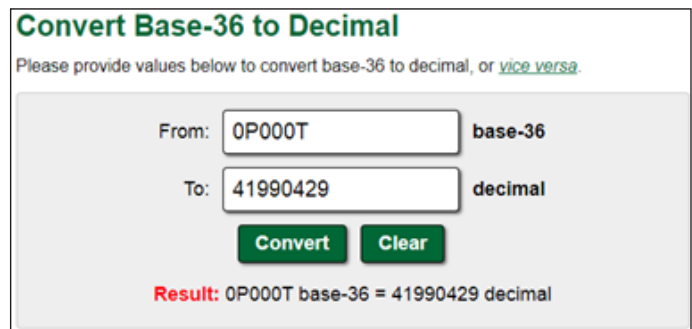 Convert Base-36 to Decimal
Please provide values below to convert base-36 to decimal, or vice versa.
From: 0P000T base-36
To: 41990429 decimal
Convert Clear
Result: 0P000T base-36 = 41990429 decimal